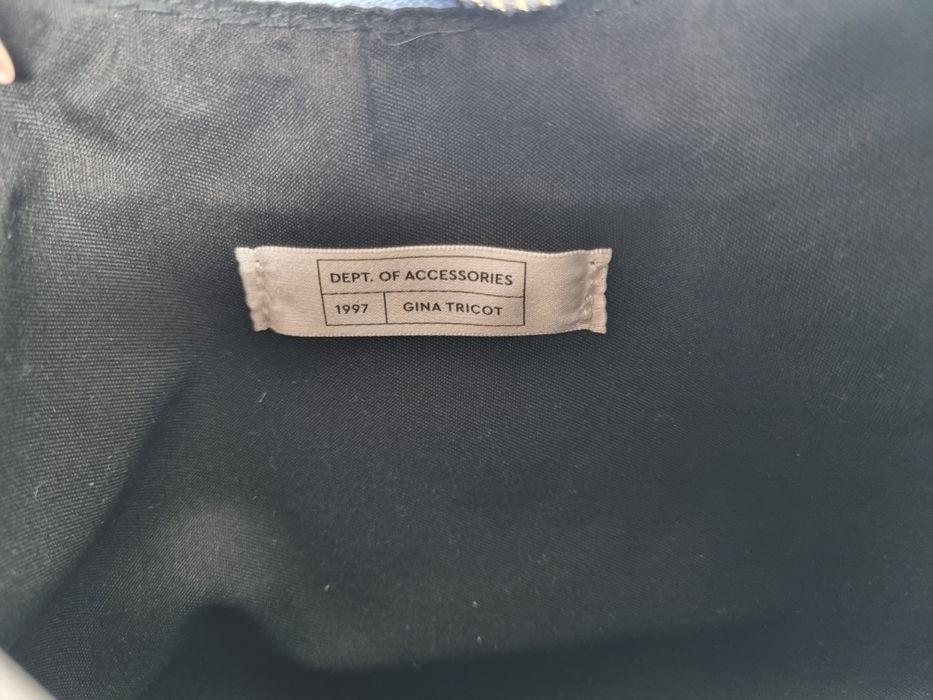 DEPT. OF ACCESSORIES
1997 GINA TRICOT